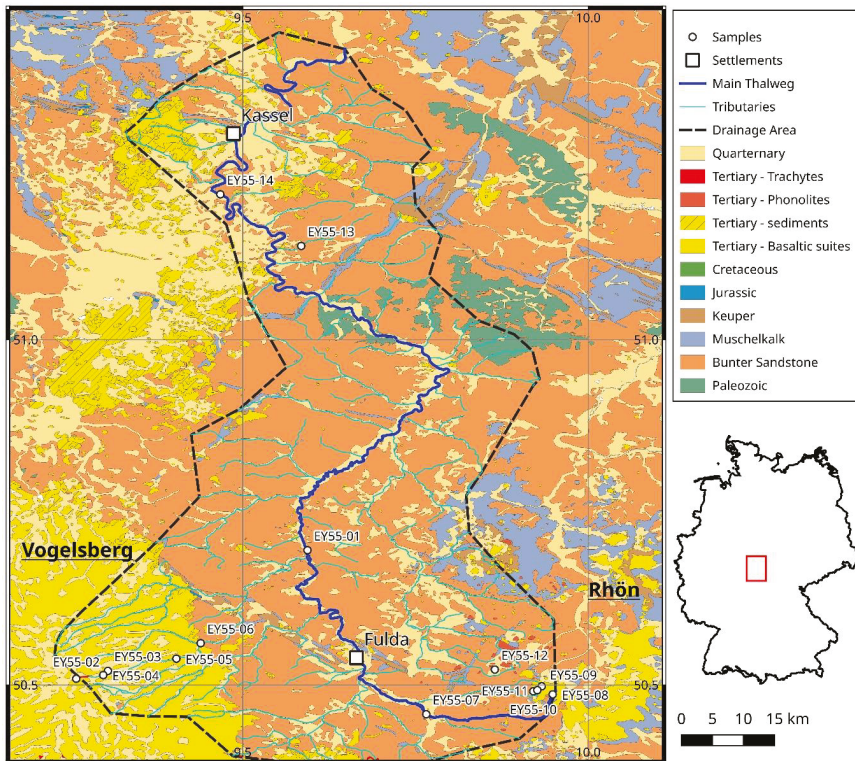 9.5
10.0
Kassel
EY55-14
EY55-13
51.0
51.0
EY55-01
Vogelsberg
Rhön
EY55-06
Fulda
EY55-03
EY55-02
EY55-05
EY55-12
EY55-04
EY55-09
EY55-11
50.5
50.5
EY55-07
EY55-08
EY55-10
9.5
10.0
Samples
Settlements
Main Thalweg
Tributaries
Drainage Area
Quarternary
Tertiary - Trachytes
Tertiary - Phonolites
Tertiary - sediments
Tertiary - Basaltic suites
Cretaceous
Jurassic
Keuper
Muschelkalk
Bunter Sandstone
Paleozoic
0 5 10 15 km